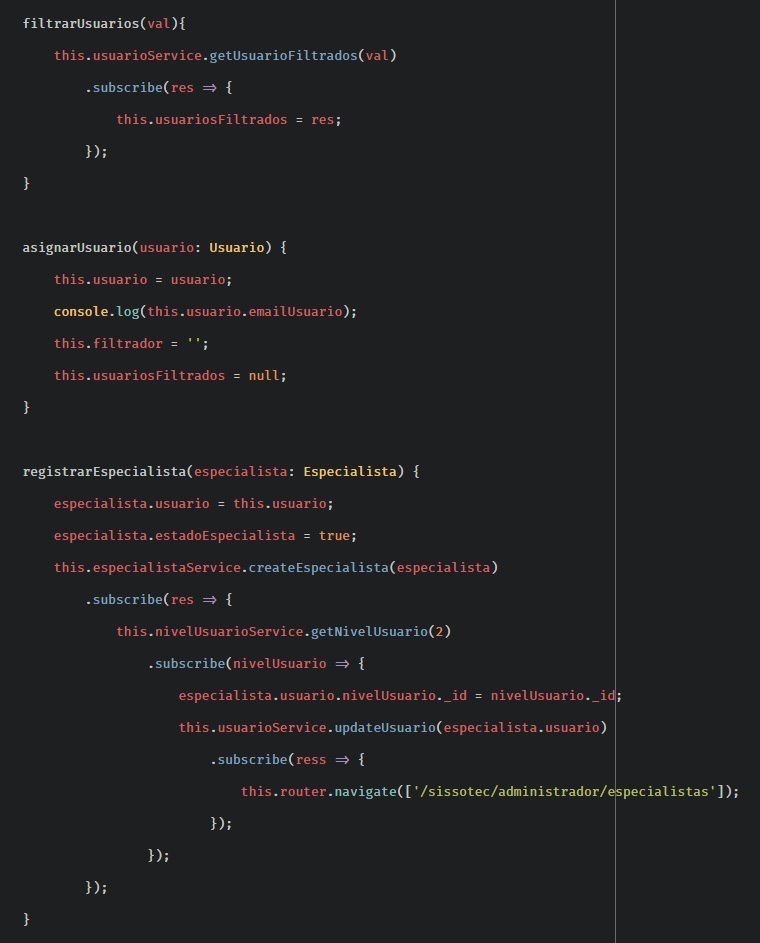 filtrarUsuarios(val){
    this.usuarioService.getUsuarioFiltrados(val)
        .subscribe(res => {
            this.usuariosFiltrados = res;
        });
}
asignarUsuario(usuario: Usuario) {
    this.usuario = usuario;
    console.log(this.usuario.emailUsuario);
    this.filtrador = '';
    this.usuariosFiltrados = null;
}
registrarEspecialista(especialista: Especialista) {
    especialista.usuario = this.usuario;
    especialista.estadoEspecialista = true;
    this.especialistaService.createEspecialista(especialista)
        .subscribe(res => {
            this.nivelUsuarioService.getNivelUsuario(2)
                .subscribe(nivelUsuario => {
                    especialista.usuario.nivelUsuario._id = nivelUsuario._id;
                    this.usuarioService.updateUsuario(especialista.usuario)
                        .subscribe(ress => {
                            this.router.navigate(['/sissotec/administrador/especialistas']);
                        });
                });
        });
}